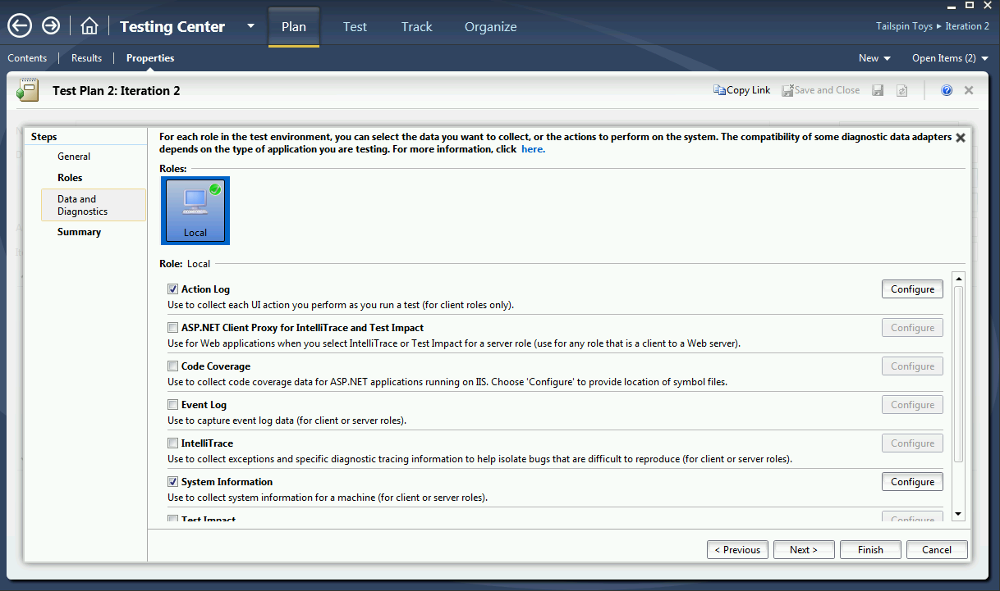 Testing Center Plan Test Track Organize Tailspin Toys ▸ Iteration 2
Contents Results Properties New Open Items (2)
Test Plan 2: Iteration 2 Copy Link Save and Close
Steps
General
Roles
Data and
Diagnostics
Summary
For each role in the test environment, you can select the data you want to collect, or the actions to perform on the system. The compatibility of some diagnostic data adapters
depends on the type of application you are testing. For more information, click here.
Roles:
Local
Role: Local
Action Log Configure
Use to collect each UI action you perform as you run a test (for client roles only).
ASP.NET Client Proxy for IntelliTrace and Test Impact Configure
Use for Web applications when you select IntelliTrace or Test Impact for a server role (use for any role that is a client to a Web server).
Code Coverage Configure
Use to collect code coverage data for ASP.NET applications running on IIS. Choose 'Configure' to provide location of symbol files.
Event Log Configure
Use to capture event log data (for client or server roles).
IntelliTrace Configure
Use to collect exceptions and specific diagnostic tracing information to help isolate bugs that are difficult to reproduce (for client or server roles).
System Information Configure
Use to collect system information for a machine (for client or server roles).
Test Impact Configure
< Previous Next > Finish Cancel